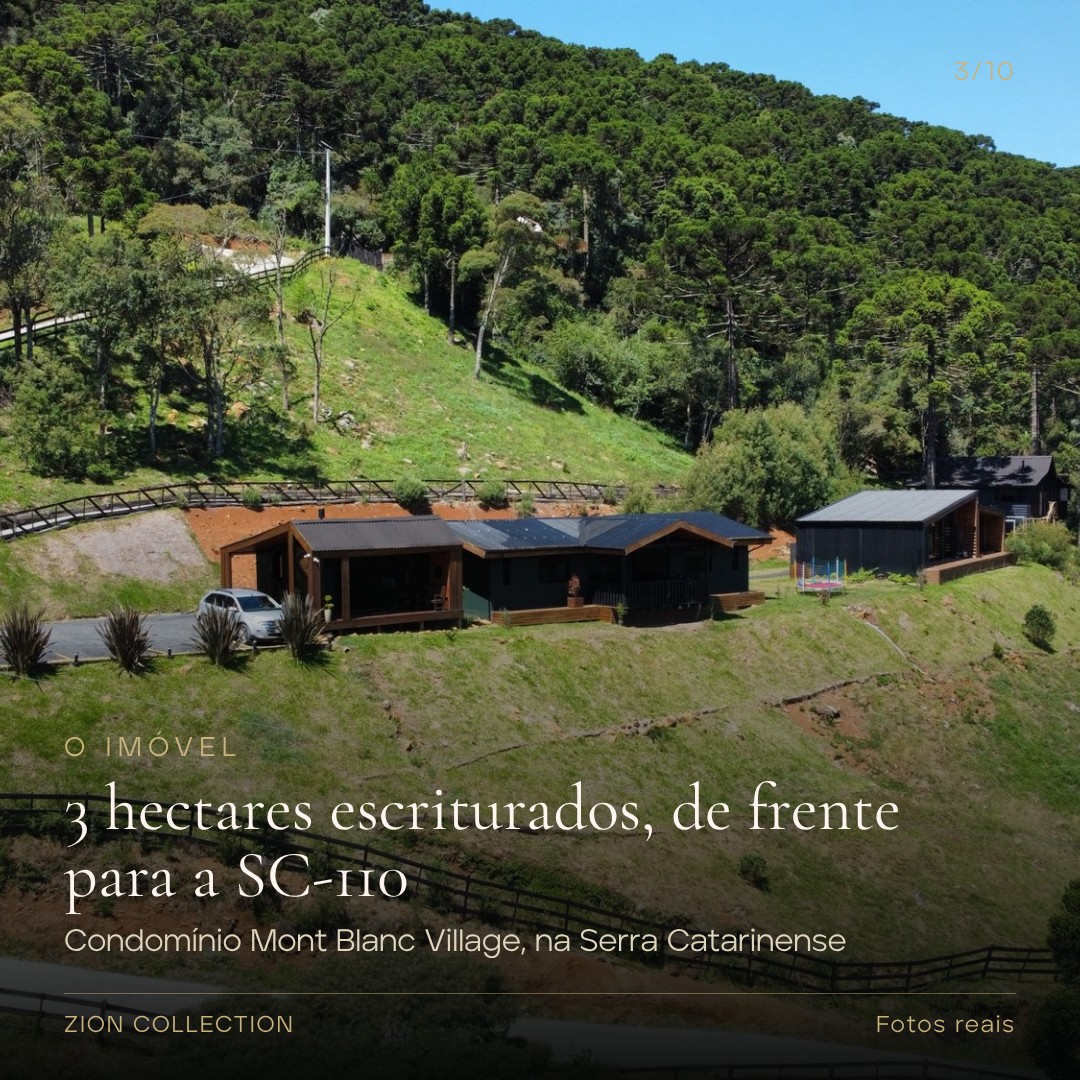 3/10
O IMÓVEL
3 hectares escriturados, de frente
para a SC-110
Condomínio Mont Blanc Village, na Serra Catarinense
ZION COLLECTION
Fotos reais